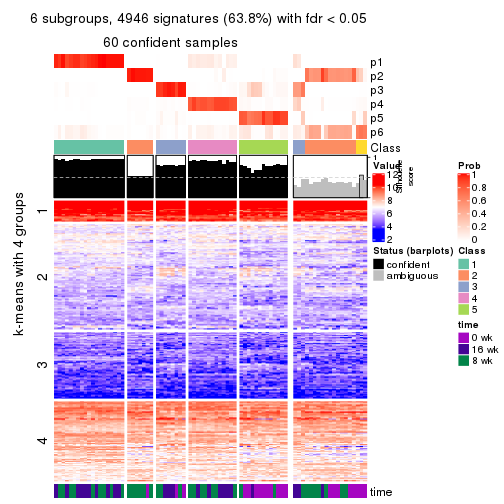 6 subgroups, 4946 signatures (63.8%) with fdr < 0.05
60 confident samples
p1
p2
p3
p4
p5
p6
Class
1
Silhouette
score
k-means with 4 groups
1
2
3
4
time
Value
12
10
8
6
4
2
Status (barplots)
confident
ambiguous
Prob
1
0.8
0.6
0.4
0.2
0
Class
1
2
3
4
5
time
0 wk
16 wk
8 wk